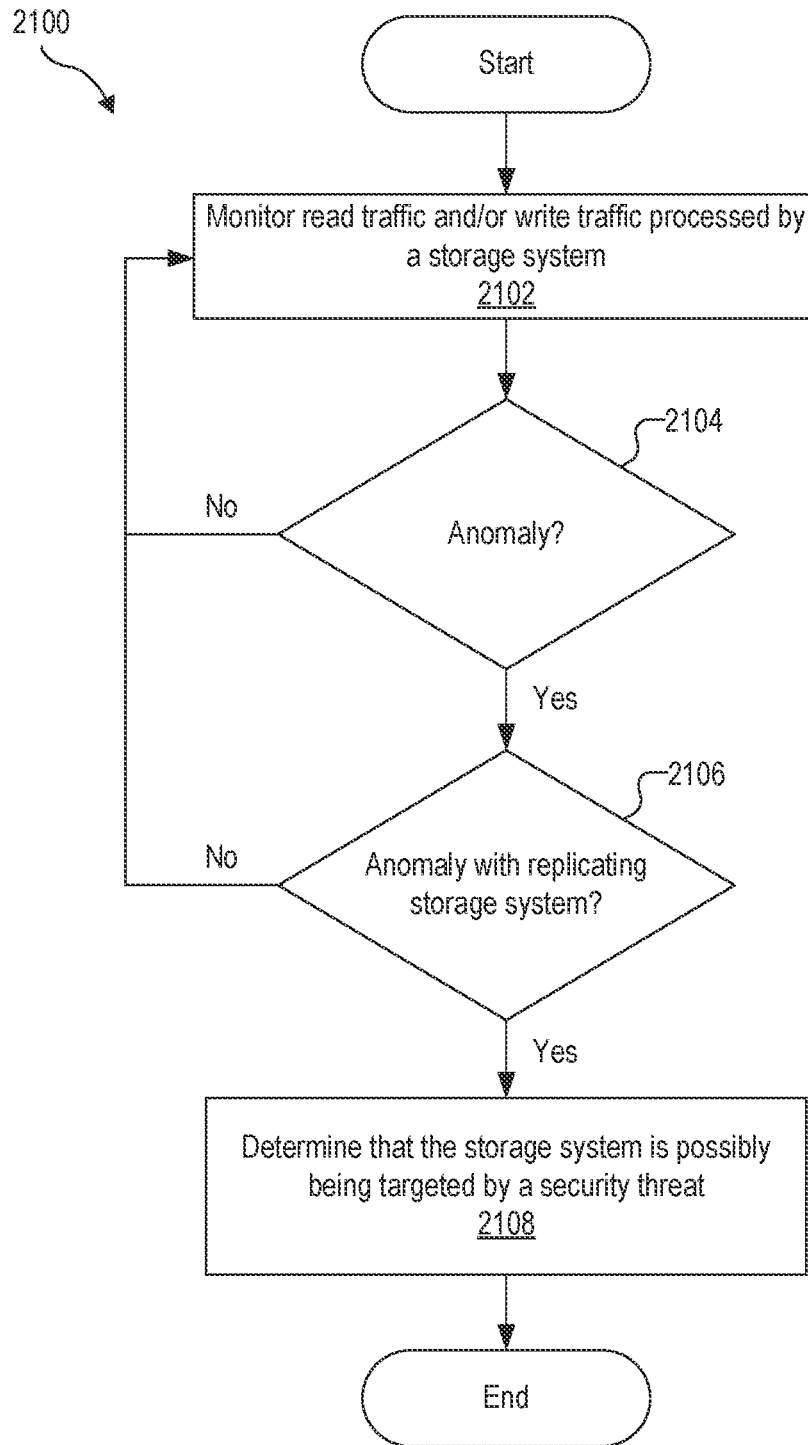 2100
Start
Monitor read traffic and/or write traffic processed by
a storage system
2102
2104
No
Anomaly?
Yes
2106
No
Anomaly with replicating
storage system?
Yes
Determine that the storage system is possibly
being targeted by a security threat
2108
End